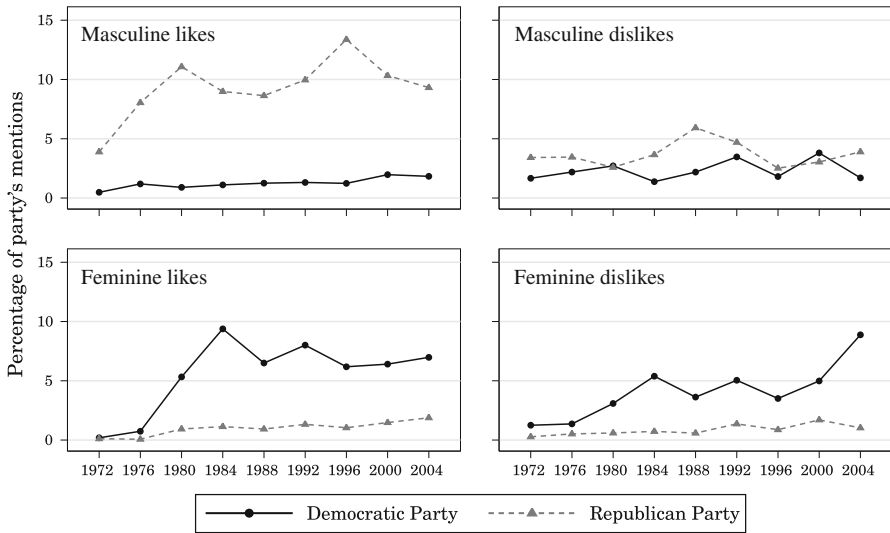 Percentage of party's mentions
Masculine likes
Masculine dislikes
15
10
5
0
Feminine likes
Feminine dislikes
15
10
5
0
1972 1976 1980 1984 1988 1992 1996 2000 2004
1972 1976 1980 1984 1988 1992 1996 2000 2004
Democratic Party
Republican Party